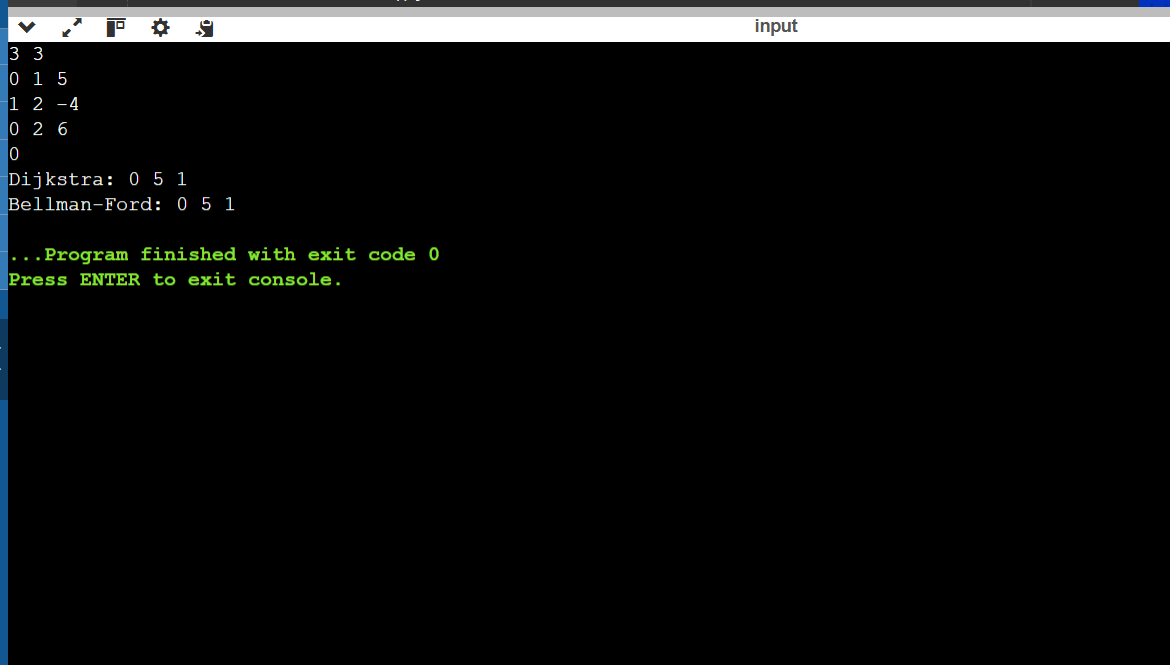 input
3 3
0 1 5
1 2 -4
0 2 6
0
Dijkstra: 0 5 1
Bellman-Ford: 0 5 1
...Program finished with exit code 0
Press ENTER to exit console.